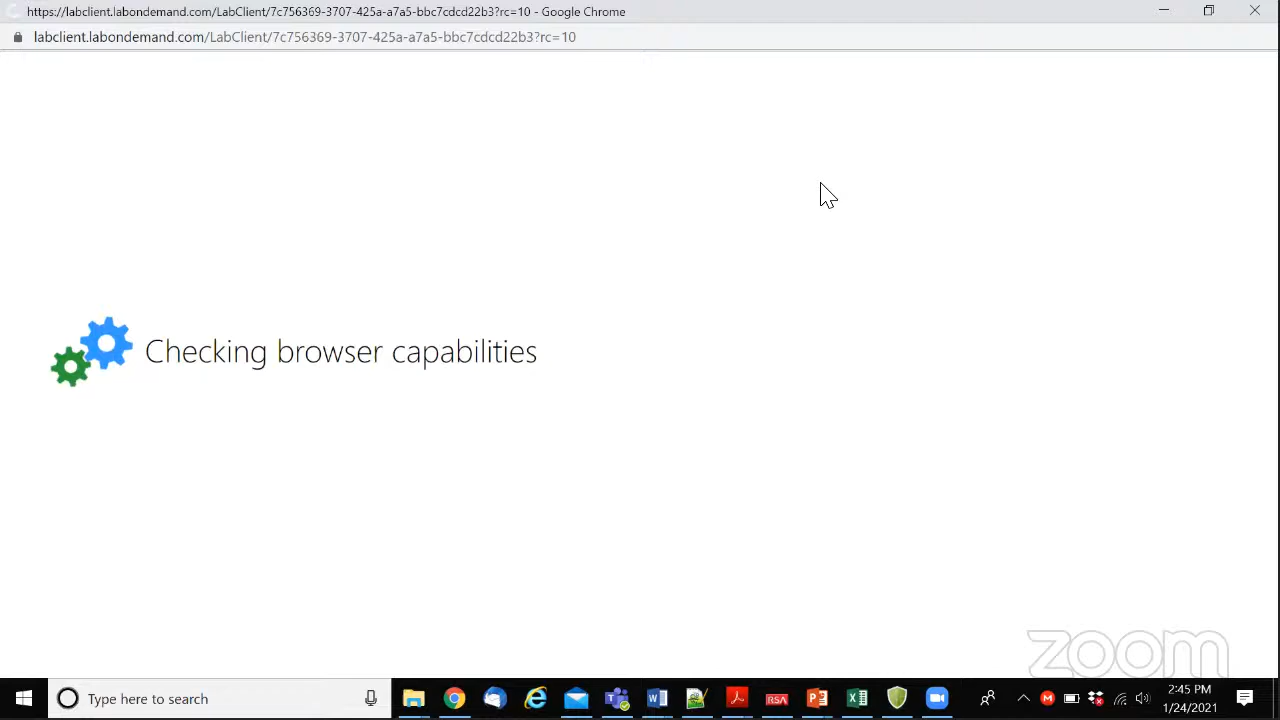 https://labclient.labondemand.com/LabClient/7c756369-3707-425a-a7a5-bbc7cdcd22b3?rc=10 - Google Chrome
labclient.labondemand.com/LabClient/7c756369-3707-425a-a7a5-bbc7cdcd22b3?rc=10
Checking browser capabilities
zoom
Type here to search
RSA
2:45 PM
1/24/2021